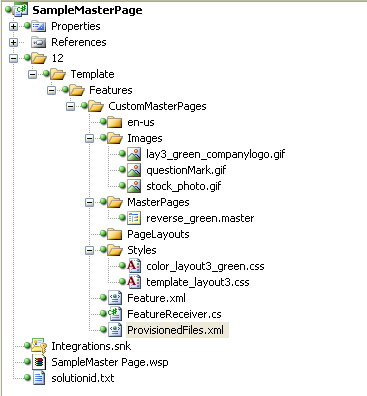 SampleMasterPage
Properties
References
12
Template
Features
CustomMasterPages
en-us
Images
lay3_green_companylogo.gif
questionMark.gif
stock_photo.gif
MasterPages
reverse_green.master
PageLayouts
Styles
color_layout3_green.css
template_layout3.css
Feature.xml
FeatureReceiver.cs
ProvisionedFiles.xml
Integrations.snk
SampleMaster Page.wsp
solutionid.txt